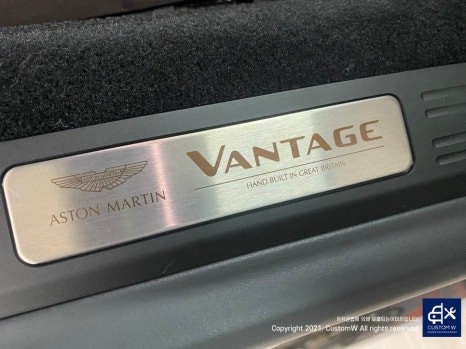 VANTAGE
ASTON MARTIN
HAND BUILT IN GREAT BRITAIN
Copyright 2021. CustomW All rights reserved.
CUSTOM W